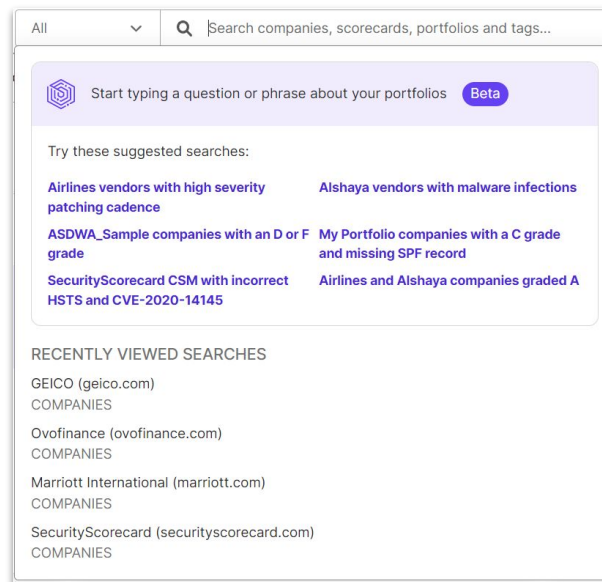 All
Search companies, scorecards, portfolios and tags...
Start typing a question or phrase about your portfolios
Beta
Try these suggested searches:
Airlines vendors with high severity
patching cadence
Alshaya vendors with malware infections
ASDWA_Sample companies with an D or F
grade
My Portfolio companies with a C grade
and missing SPF record
SecurityScorecard CSM with incorrect
HSTS and CVE-2020-14145
Airlines and Alshaya companies graded A
RECENTLY VIEWED SEARCHES
GEICO (geico.com)
COMPANIES
Ovofinance (ovofinance.com)
COMPANIES
Marriott International (marriott.com)
COMPANIES
SecurityScorecard (securityscorecard.com)
COMPANIES